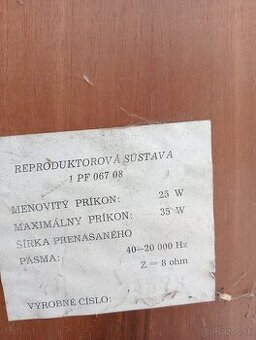 REPRODUKTOROVÁ SÚSTAVA
1 PF 067 08
MENOVITÝ PRÍKON: 25 W
MAXIMÁLNY PRÍKON: 35 W
ŠÍRKA PRENÁŠANÉHO
PÁSMA: 40—20 000 Hz
Z = 8 ohm
VÝROBNÉ ČÍSLO: